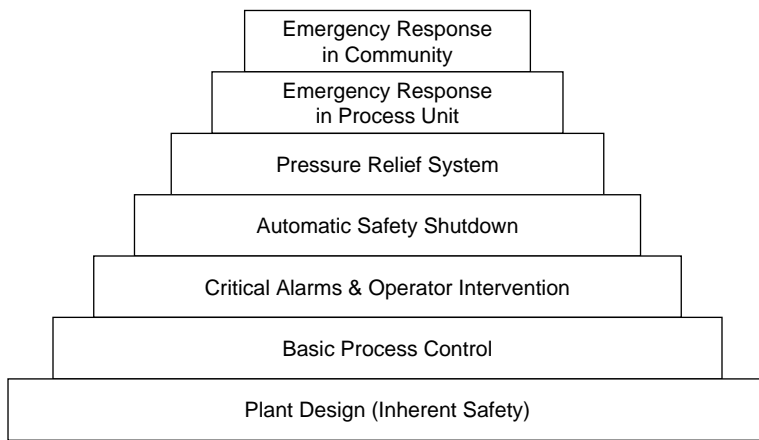 Emergency Response
in Community
Emergency Response
in Process Unit
Pressure Relief System
Automatic Safety Shutdown
Critical Alarms & Operator Intervention
Basic Process Control
Plant Design (Inherent Safety)